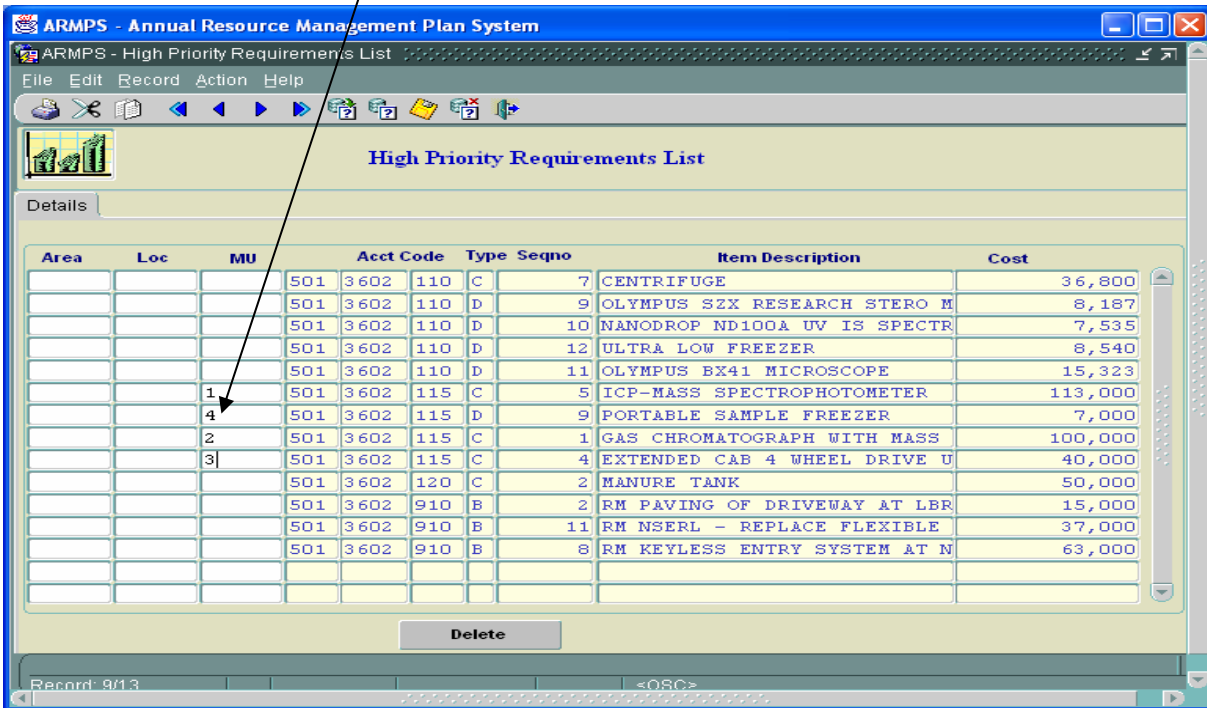 ARMPS - Annual Resource Management Plan System
ARMPS - High Priority Requirements List
File Edit Record Action Help
High Priority Requirements List
Details
Area Loc MU Acct Code Type Seqno Item Description Cost
501 3602 110 C 7 CENTRIFUGE 36,800
501 3602 110 D 9 OLYMPUS SZX RESEARCH STERO M 8,187
501 3602 110 D 10 NANODROP ND100A UV IS SPECTR 7,535
501 3602 110 D 12 ULTRA LOW FREEZER 8,540
501 3602 110 D 11 OLYMPUS BX41 MICROSCOPE 15,323
1 501 3602 115 C 5 ICP-MASS SPECTROPHOTOMETER 113,000
4 501 3602 115 D 9 PORTABLE SAMPLE FREEZER 7,000
2 501 3602 115 C 1 GAS CHROMATOGRAPH WITH MASS 100,000
3 501 3602 115 C 4 EXTENDED CAB 4 WHEEL DRIVE U 40,000
501 3602 120 C 2 MANURE TANK 50,000
501 3602 910 B 2 RM PAVING OF DRIVEWAY AT LBR 15,000
501 3602 910 B 11 RM NSERL - REPLACE FLEXIBLE 37,000
501 3602 910 B 8 RM KEYLESS ENTRY SYSTEM AT N 63,000
Delete
Record: 9/13 <OSC>